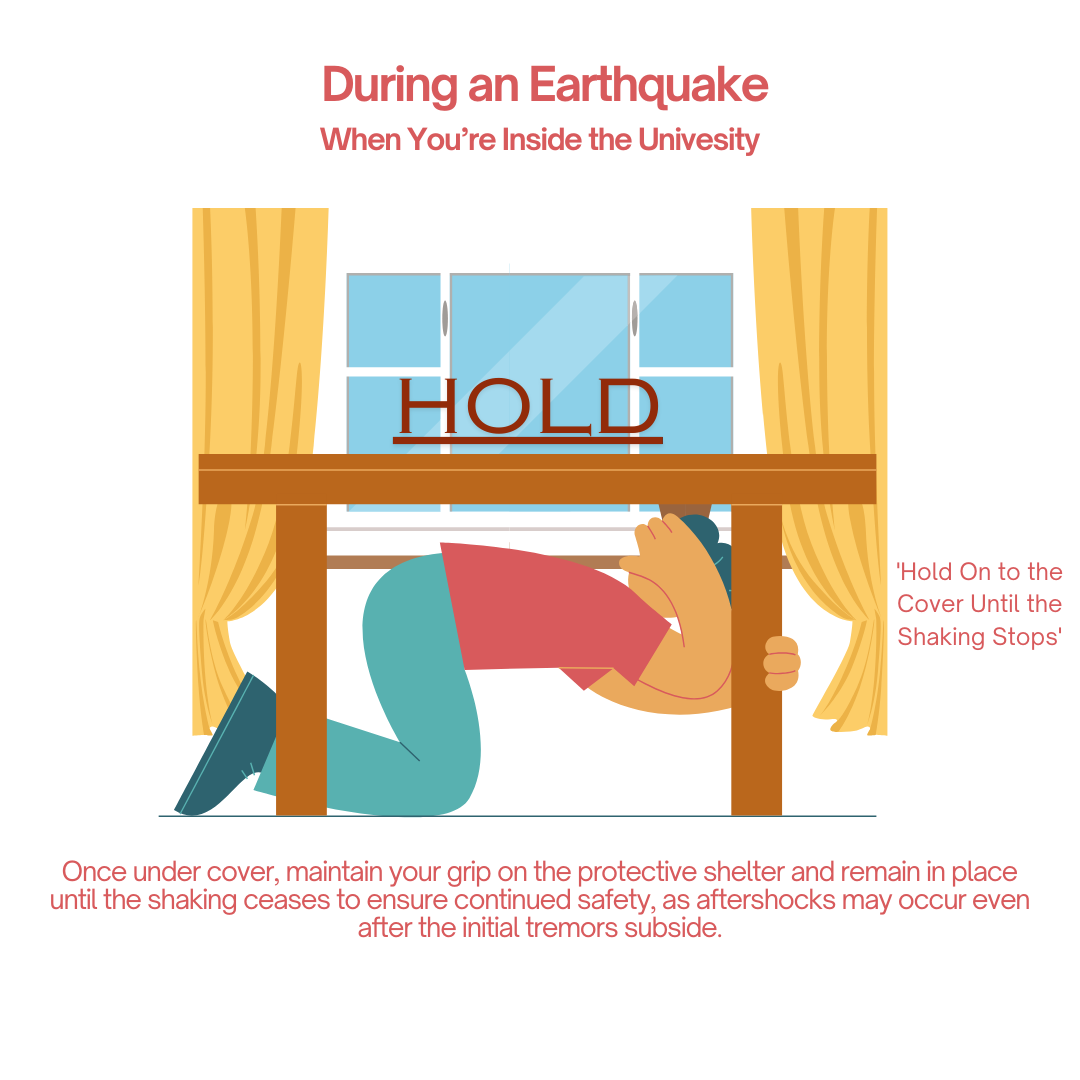 During an Earthquake
When You’re Inside the Univesity
HOLD
'Hold On to the
Cover Until the
Shaking Stops'
Once under cover, maintain your grip on the protective shelter and remain in place
until the shaking ceases to ensure continued safety, as aftershocks may occur even
after the initial tremors subside.